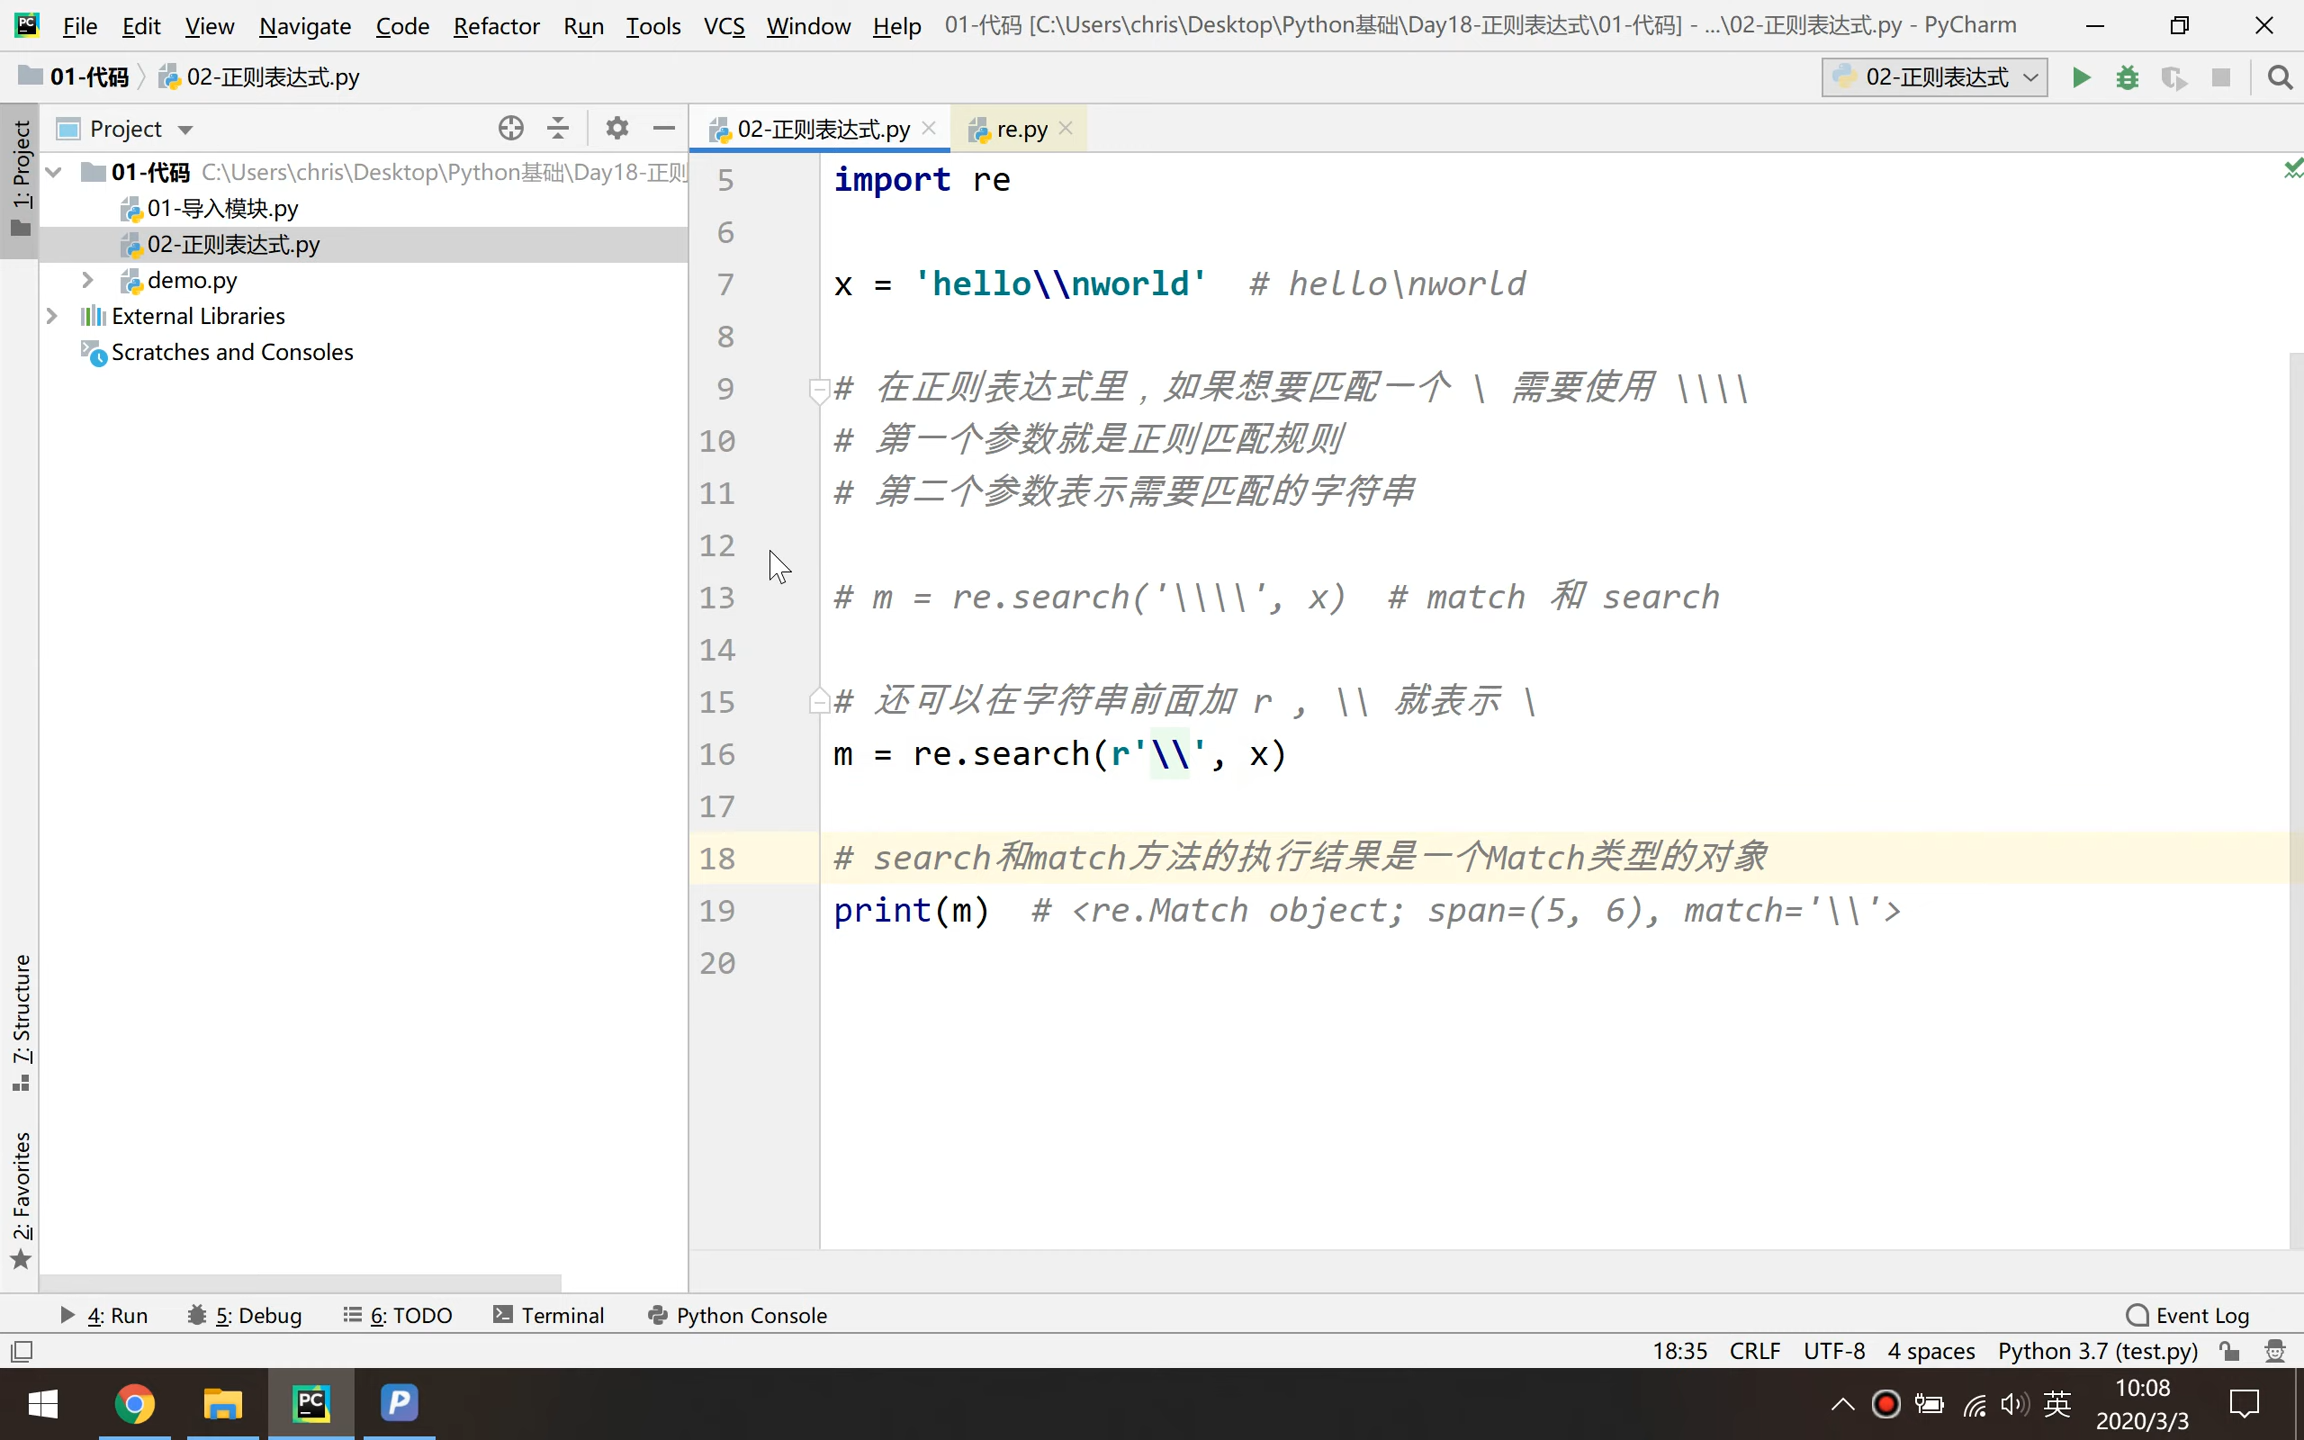 File Edit View Navigate Code Refactor Run Tools VCS Window Help 01-代码 [C:\Users\chris\Desktop\Python基础\Day18-正则表达式\01-代码] - ...\02-正则表达式.py - PyCharm
01-代码 02-正则表达式.py 02-正则表达式
Project
02-正则表达式.py re.py
1: Project
01-代码 C:\Users\chris\Desktop\Python基础\Day18-正则
01-导入模块.py
02-正则表达式.py
demo.py
External Libraries
Scratches and Consoles
7: Structure
2: Favorites
5 import re
6
7 x = 'hello\\nworld' # hello\nworld
8
9 # 在正则表达式里，如果想要匹配一个 \ 需要使用 \\\\
10 # 第一个参数就是正则匹配规则
11 # 第二个参数表示需要匹配的字符串
12
13 # m = re.search('\\\\', x) # match 和 search
14
15 # 还可以在字符串前面加 r , \\ 就表示 \
16 m = re.search(r'\\', x)
17
18 # search和match方法的执行结果是一个Match类型的对象
19 print(m) # <re.Match object; span=(5, 6), match='\\'>
20
4: Run 5: Debug 6: TODO Terminal Python Console Event Log
18:35 CRLF UTF-8 4 spaces Python 3.7 (test.py)
PC P 英 10:08
2020/3/3